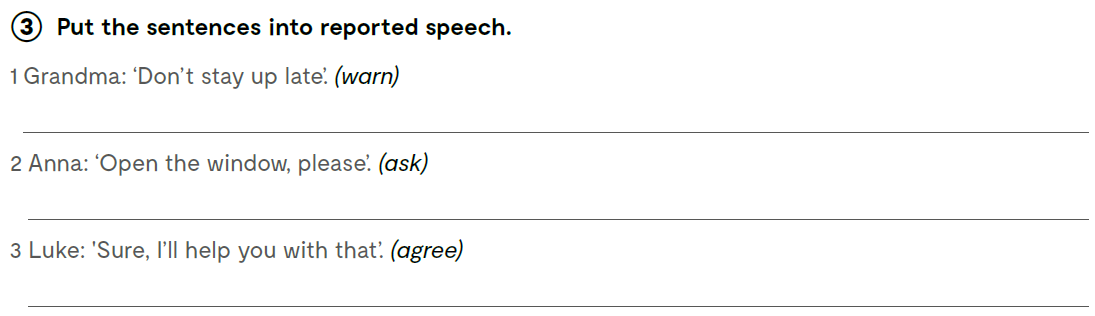 3 Put the sentences into reported speech.
1 Grandma: ‘Don’t stay up late’. (warn)
2 Anna: ‘Open the window, please’. (ask)
3 Luke: 'Sure, I’ll help you with that’. (agree)